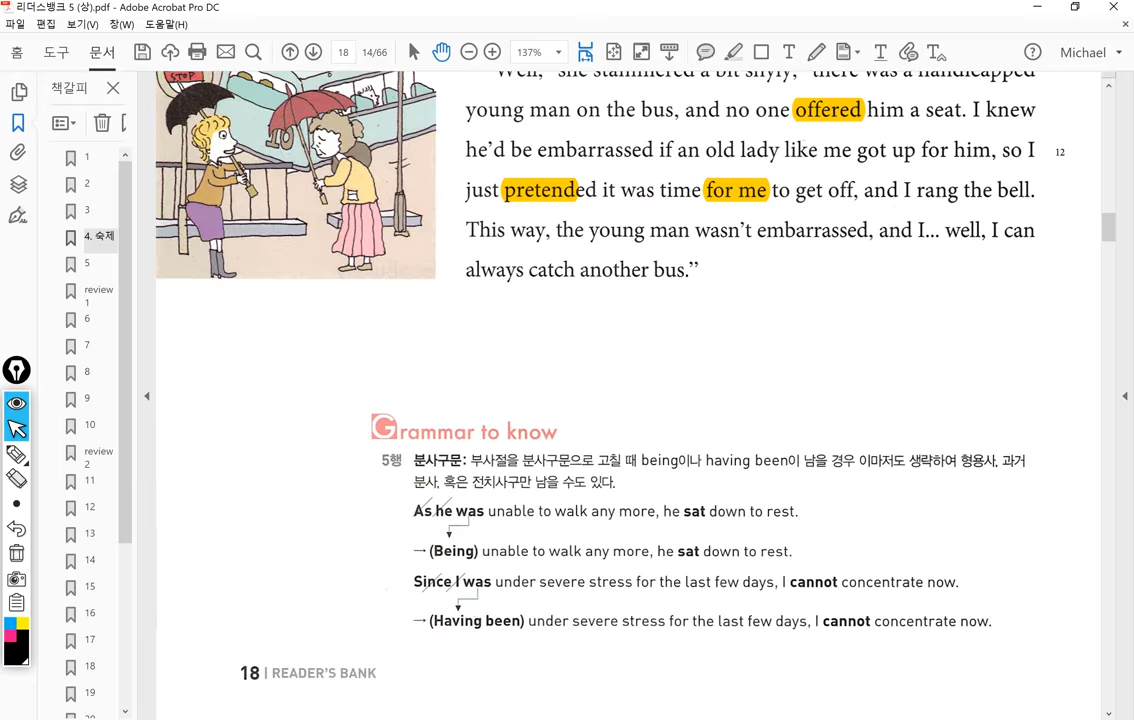 리더스뱅크 5 (상).pdf - Adobe Acrobat Pro DC
파일 편집 보기(V) 창(W) 도움말(H)
홈 도구 문서 18 14/66 137% Michael
책갈피
1
2
3
4. 숙제
5
review
1
6
7
8
9
10
review
2
11
12
13
14
15
16
17
18
19
STOP
10
"Well," she stammered a bit shyly, "there was a handicapped
young man on the bus, and no one offered him a seat. I knew
he'd be embarrassed if an old lady like me got up for him, so I 12
just pretended it was time for me to get off, and I rang the bell.
This way, the young man wasn't embarrassed, and I... well, I can
always catch another bus."
Grammar to know
5행 분사구문: 부사절을 분사구문으로 고칠 때 being이나 having been이 남을 경우 이마저도 생략하여 형용사, 과거
분사, 혹은 전치사구만 남을 수도 있다.
As he was unable to walk any more, he sat down to rest.
→ (Being) unable to walk any more, he sat down to rest.
Since I was under severe stress for the last few days, I cannot concentrate now.
→ (Having been) under severe stress for the last few days, I cannot concentrate now.
18 | READER'S BANK